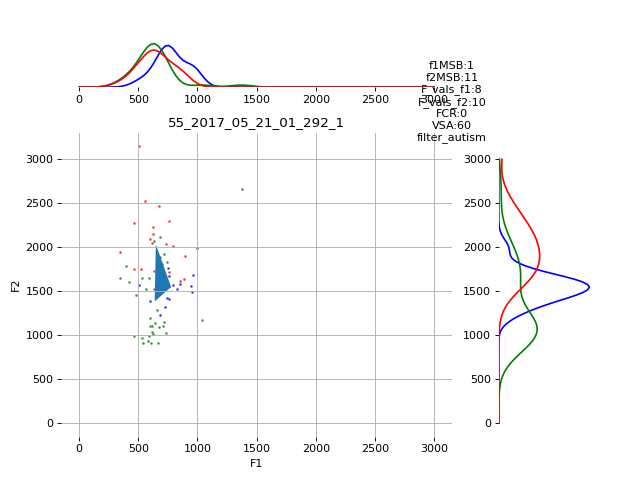 f1MSB:1
f2MSB:11
F_vals_f1:8
F_vals_f2:10
FCR:0
VSA:60
filter_autism
0 500 1000 1500 2000 2500 3000
55_2017_05_21_01_292_1
3000 3000
2500 2500
2000 2000
1500 1500
1000 1000
500 500
0 0
F2
0 500 1000 1500 2000 2500 3000
F1